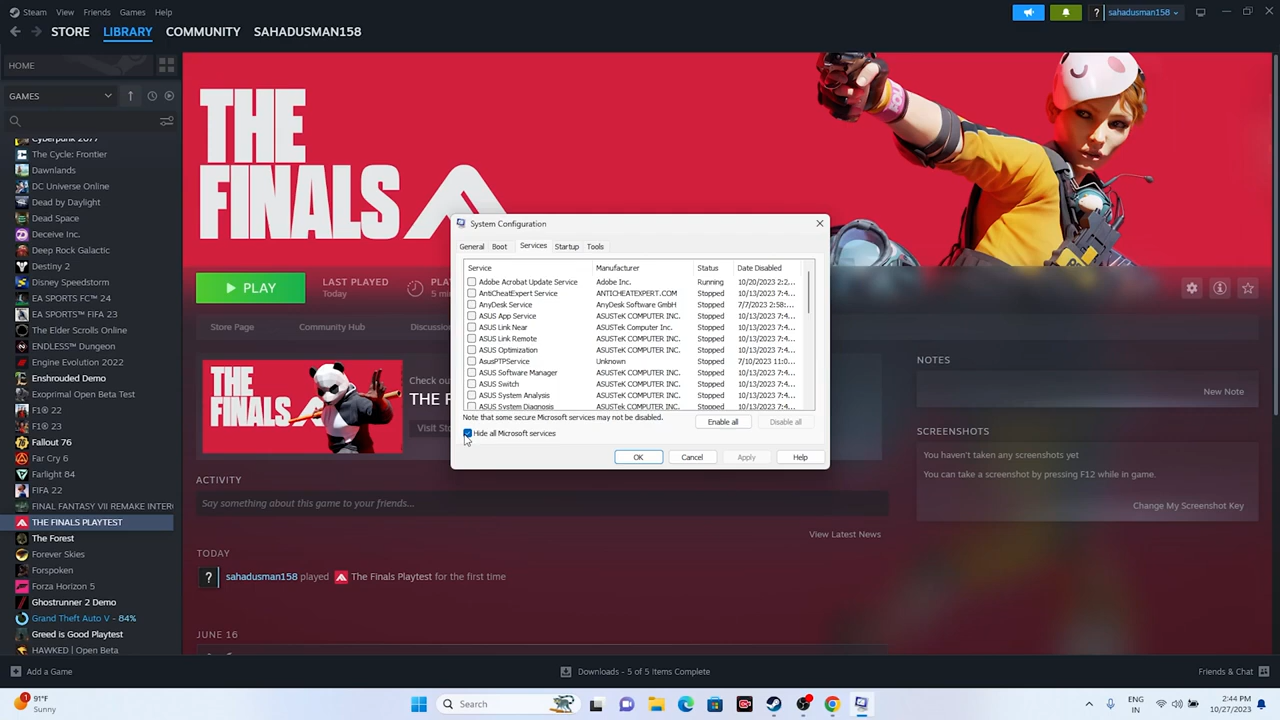 Steam View Friends Games Help
sahadusman158
STORE LIBRARY COMMUNITY SAHADUSMAN158
HOME
GAMES
Cyberpunk 2077
The Cycle: Frontier
Dawnlands
DC Universe Online
Dead by Daylight
Dead Space
Deceive Inc.
Deep Rock Galactic
Destiny 2
Disney Speedstorm
EA SPORTS FC™ 24
EA SPORTS FIFA 23
The Elder Scrolls Online
ENDLESS™ Dungeon
Engine Evolution 2022
Enshrouded Demo
Exoprimal Open Beta Test
F1® 22
F1® 23
Fallout 76
Far Cry 6
Farlight 84
FIFA 22
FINAL FANTASY VII REMAKE INTER
THE FINALS PLAYTEST
The Forest
Forever Skies
Forspoken
Forza Horizon 5
Ghostrunner 2 Demo
Grand Theft Auto V - 84%
Greed is Good Playtest
HAWKED | Open Beta
THE
FINALS
PLAY
LAST PLAYED
Today
5 mi
Store Page Community Hub Discussio
THE
FINALS
Check ou
THE F
Visit Sto
ACTIVITY
Say something about this game to your friends...
View Latest News
TODAY
sahadusman158 played The Finals Playtest for the first time
JUNE 16
NOTES
New Note
SCREENSHOTS
You haven't taken any screenshots yet
You can take a screenshot by pressing F12 while in game.
Change My Screenshot Key
System Configuration
General Boot Services Startup Tools
Service Manufacturer Status Date Disabled
Adobe Acrobat Update Service Adobe Inc. Running 10/20/2023 2:2...
AntiCheatExpert Service ANTICHEATEXPERT.COM Stopped 10/13/2023 7:4...
AnyDesk Service AnyDesk Software GmbH Stopped 7/7/2023 2:58:...
ASUS App Service ASUSTeK COMPUTER INC. Stopped 10/13/2023 7:4...
ASUS Link Near ASUSTeK Computer Inc. Stopped 10/13/2023 7:4...
ASUS Link Remote ASUSTeK COMPUTER INC. Stopped 10/13/2023 7:4...
ASUS Optimization ASUSTeK COMPUTER INC. Stopped 10/13/2023 7:4...
AsusPTPService Unknown Stopped 7/10/2023 11:0...
ASUS Software Manager ASUSTeK COMPUTER INC. Stopped 10/13/2023 7:4...
ASUS Switch ASUSTeK COMPUTER INC. Stopped 10/13/2023 7:4...
ASUS System Analysis ASUSTeK COMPUTER INC. Stopped 10/13/2023 7:4...
ASUS System Diagnosis ASUSTek COMPUTER INC. Stopped 10/13/2023 7:4...
Note that some secure Microsoft services may not be disabled.
Enable all Disable all
Hide all Microsoft services
OK Cancel Apply Help
Add a Game
Downloads - 5 of 5 Items Complete
Friends & Chat
1
91°F
Sunny
Search
ENG
IN
2:44 PM
10/27/2023